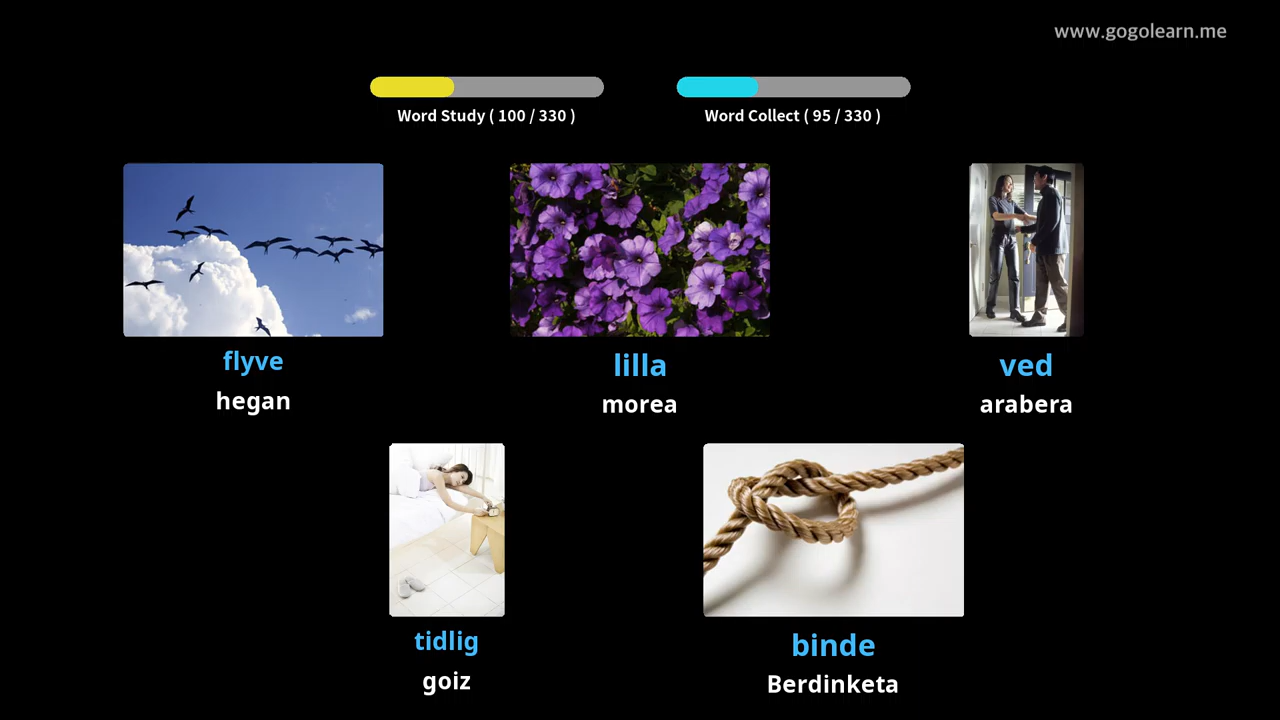 www.gogolearn.me
Word Study ( 100 / 330 )
Word Collect ( 95 / 330 )
flyve
hegan
lilla
morea
ved
arabera
tidlig
goiz
binde
Berdinketa